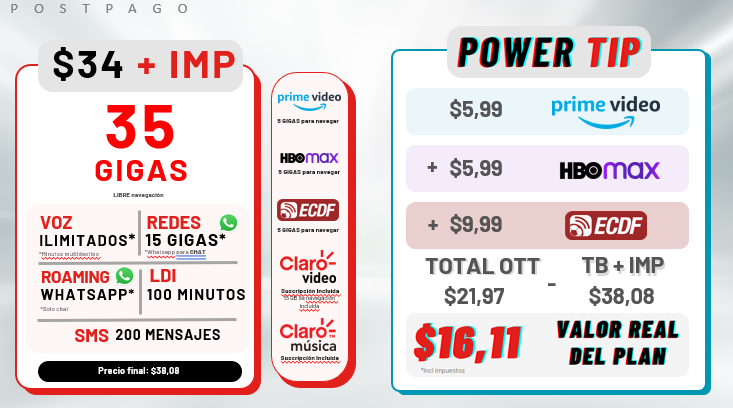 POSTPAGO
$34 + IMP
35
GIGAS
LIBRE navegación
VOZ
ILIMITADOS*
*Minutos multidestino
REDES
15 GIGAS*
*Whatsapp para CHAT
ROAMING
WHATSAPP*
*Solo chat
LDI
100 MINUTOS
SMS 200 MENSAJES
Precio final: $38,08
prime video
5 GIGAS para navegar
HBOmax
5 GIGAS para navegar
ECDF
5 GIGAS para navegar
Claro
video
Suscripción Incluida
incluida
Claro
música
Suscripción Incluida
POWER TIP
$5,99 prime video
+ $5,99 HBOmax
+ $9,99 ECDF
TOTAL OTT - TB + IMP
$21,97 $38,08
$16,11
*Incl Impuestos
VALOR REAL
DEL PLAN